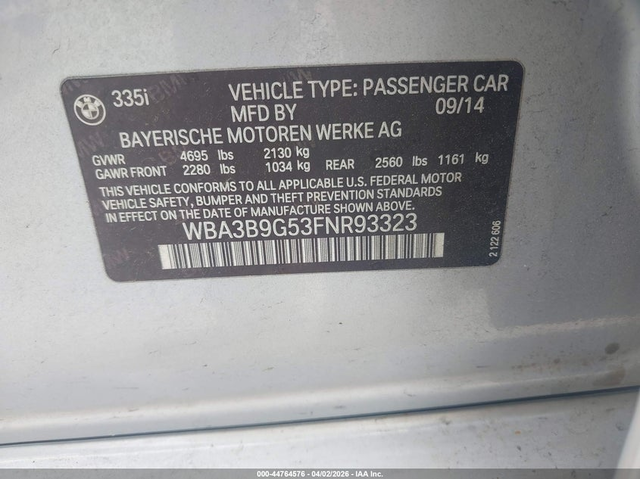 BMW
335i VEHICLE TYPE: PASSENGER CAR
MFD BY 09/14
BAYERISCHE MOTOREN WERKE AG
GVWR 4695 lbs 2130 kg
GAWR FRONT 2280 lbs 1034 kg REAR 2560 lbs 1161 kg
THIS VEHICLE CONFORMS TO ALL APPLICABLE U.S. FEDERAL MOTOR
VEHICLE SAFETY, BUMPER AND THEFT PREVENTION STANDARDS
IN EFFECT ON THE DATE OF MANUFACTURE SHOWN ABOVE.
WBA3B9G53FNR93323
2 122 606
000-44764576 | 04/02/2026 | IAA Inc.